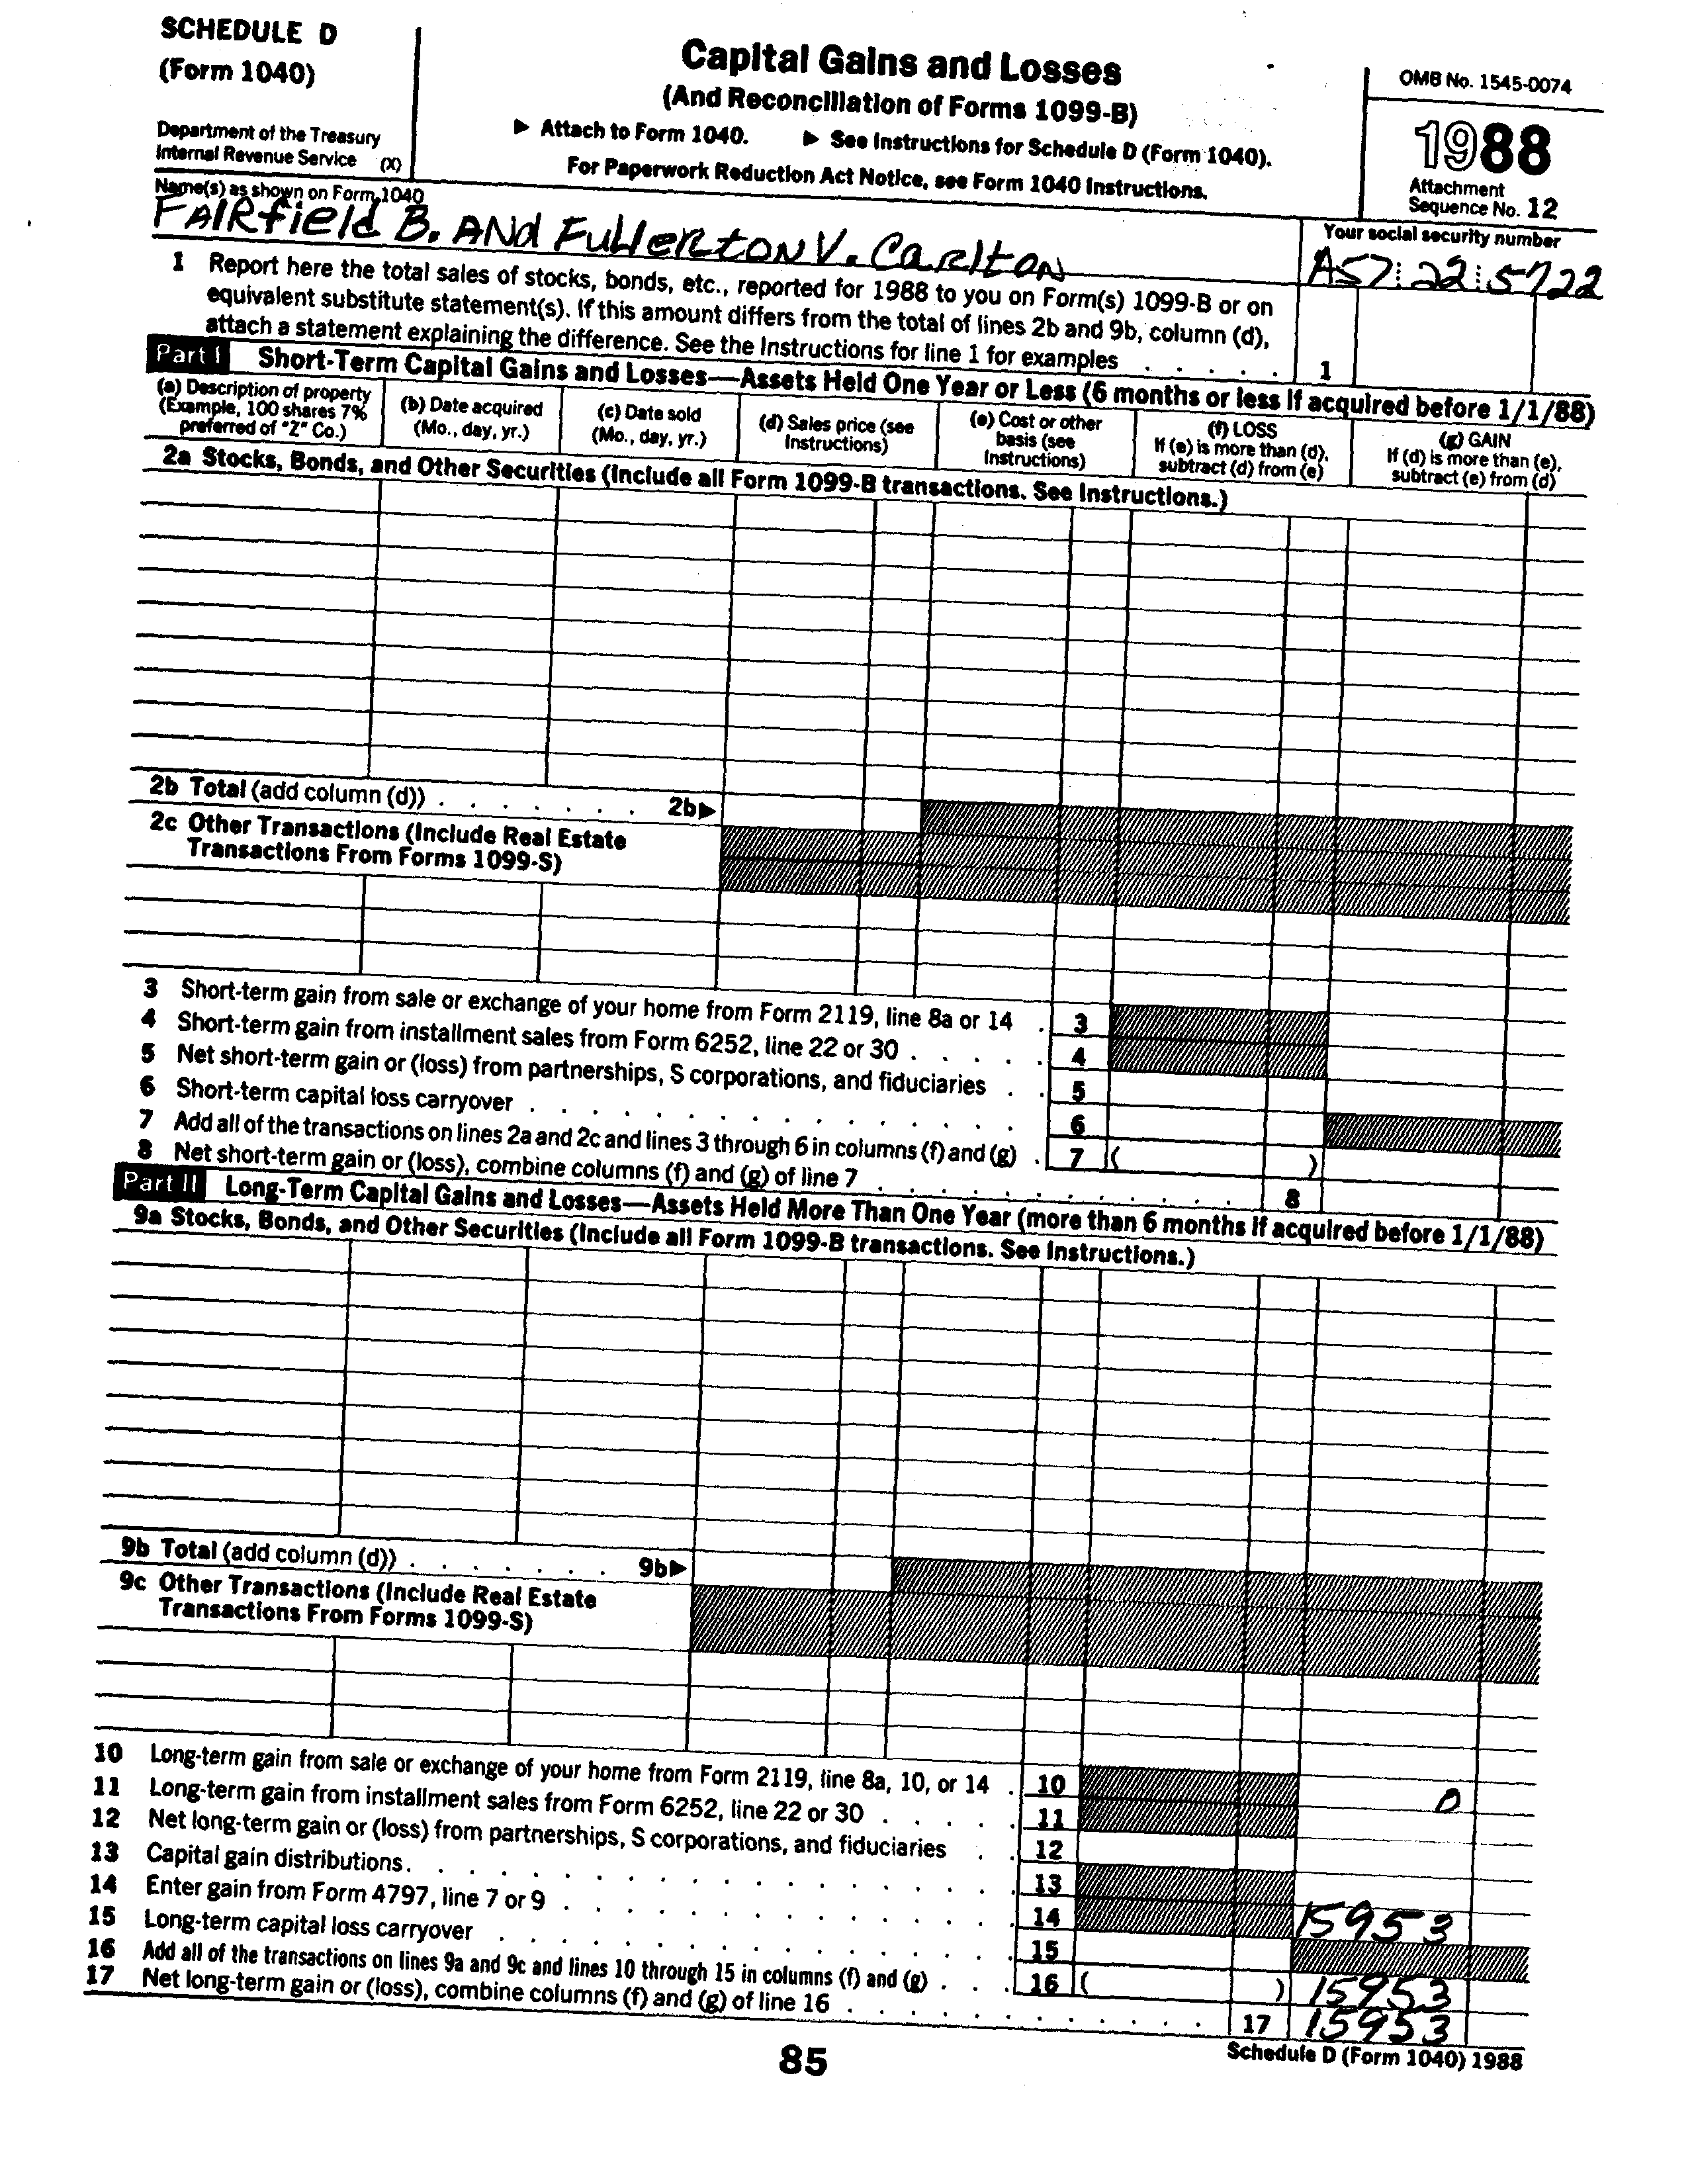 SCHEDULE D
(Form 1040)
Department of the Treasury
Internal Revenue Service (X)
Capital Gains and Losses
(And Reconciliation of Forms 1099-B)
▶ Attach to Form 1040. ▶ See Instructions for Schedule D (Form 1040).
For Paperwork Reduction Act Notice, see Form 1040 Instructions.
OMB No. 1545-0074
1988
Attachment
Sequence No. 12
Name(s) as shown on Form 1040
FAIRfield B. ANd FullERtON V. CaRltoN
Your social security number
A57 22 5722
1 Report here the total sales of stocks, bonds, etc., reported for 1988 to you on Form(s) 1099-B or on
equivalent substitute statement(s). If this amount differs from the total of lines 2b and 9b, column (d),
attach a statement explaining the difference. See the Instructions for line 1 for examples . . . . . 1
Part I Short-Term Capital Gains and Losses—Assets Held One Year or Less (6 months or less if acquired before 1/1/88)
(a) Description of property
(Example, 100 shares 7%
preferred of "Z" Co.)
(b) Date acquired
(Mo., day, yr.)
(c) Date sold
(Mo., day, yr.)
(d) Sales price (see
Instructions)
(e) Cost or other
basis (see
Instructions)
(f) LOSS
If (e) is more than (d),
subtract (d) from (e)
(g) GAIN
If (d) is more than (e),
subtract (e) from (d)
2a Stocks, Bonds, and Other Securities (Include all Form 1099-B transactions. See Instructions.)
2b Total (add column (d)) . . . . . . . 2b▶
2c Other Transactions (Include Real Estate
Transactions From Forms 1099-S)
3 Short-term gain from sale or exchange of your home from Form 2119, line 8a or 14 . 3
4 Short-term gain from installment sales from Form 6252, line 22 or 30 . . . . . 4
5 Net short-term gain or (loss) from partnerships, S corporations, and fiduciaries . . 5
6 Short-term capital loss carryover . . . . . . . . . . . . . . 6
7 Add all of the transactions on lines 2a and 2c and lines 3 through 6 in columns (f) and (g) . 7 ( )
8 Net short-term gain or (loss), combine columns (f) and (g) of line 7 . . . . . . . . . . . . 8
Part II Long-Term Capital Gains and Losses—Assets Held More Than One Year (more than 6 months if acquired before 1/1/88)
9a Stocks, Bonds, and Other Securities (Include all Form 1099-B transactions. See Instructions.)
9b Total (add column (d)) . . . . . . . 9b▶
9c Other Transactions (Include Real Estate
Transactions From Forms 1099-S)
10 Long-term gain from sale or exchange of your home from Form 2119, line 8a, 10, or 14 . 10 0
11 Long-term gain from installment sales from Form 6252, line 22 or 30 . . . . . 11
12 Net long-term gain or (loss) from partnerships, S corporations, and fiduciaries . . 12
13 Capital gain distributions . . . . . . . . . . . . . . . . 13
14 Enter gain from Form 4797, line 7 or 9 . . . . . . . . . . . . 14 15953
15 Long-term capital loss carryover . . . . . . . . . . . . . . 15
16 Add all of the transactions on lines 9a and 9c and lines 10 through 15 in columns (f) and (g) . . . 16 ( ) 15953
17 Net long-term gain or (loss), combine columns (f) and (g) of line 16 . . . . . . . . . . . . 17 15953
85
Schedule D (Form 1040) 1988